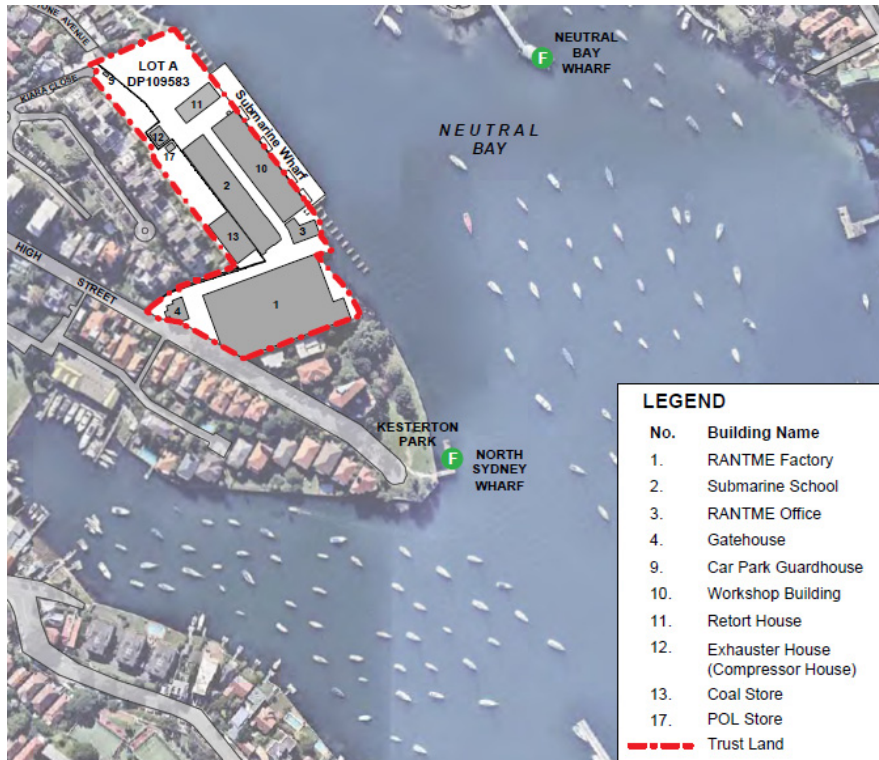 LOT A
DP109583
KIARA CLOSE
AVENUE
9
11
12
17
10
2
13
3
4
1
Submarine Wharf
HIGH
STREET
F
NEUTRAL
BAY
WHARF
NEUTRAL
BAY
KESTERTON
PARK
F
NORTH
SYDNEY
WHARF
LEGEND
No. Building Name
1. RANTME Factory
2. Submarine School
3. RANTME Office
4. Gatehouse
9. Car Park Guardhouse
10. Workshop Building
11. Retort House
12. Exhauster House
(Compressor House)
13. Coal Store
17. POL Store
Trust Land